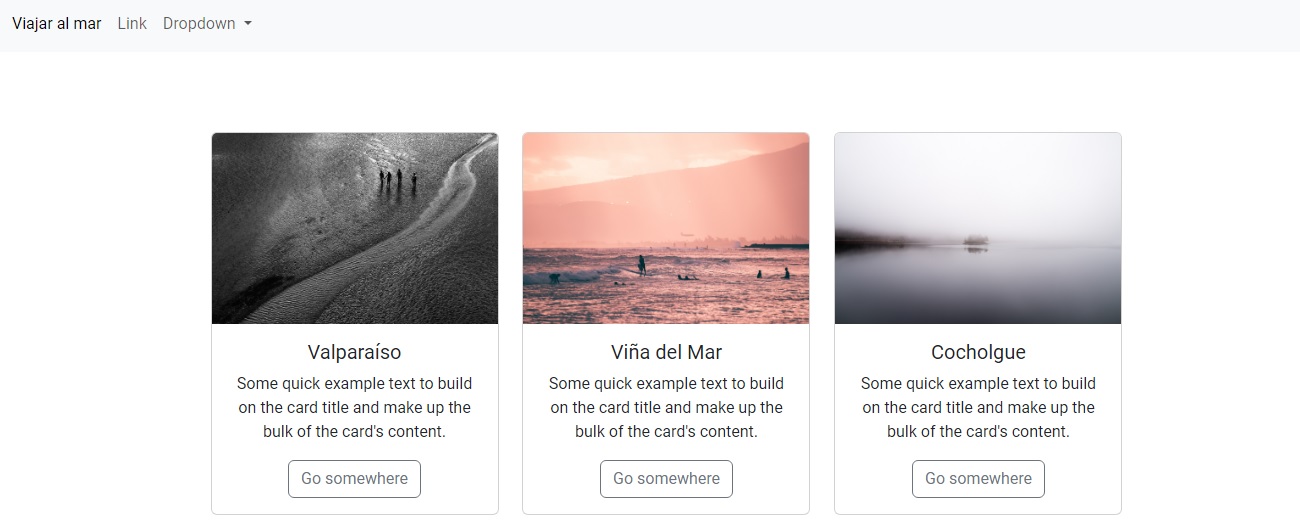 Viajar al mar Link Dropdown
Valparaíso
Some quick example text to build
on the card title and make up the
bulk of the card's content.
Go somewhere
Viña del Mar
Some quick example text to build
on the card title and make up the
bulk of the card's content.
Go somewhere
Cocholgue
Some quick example text to build
on the card title and make up the
bulk of the card's content.
Go somewhere